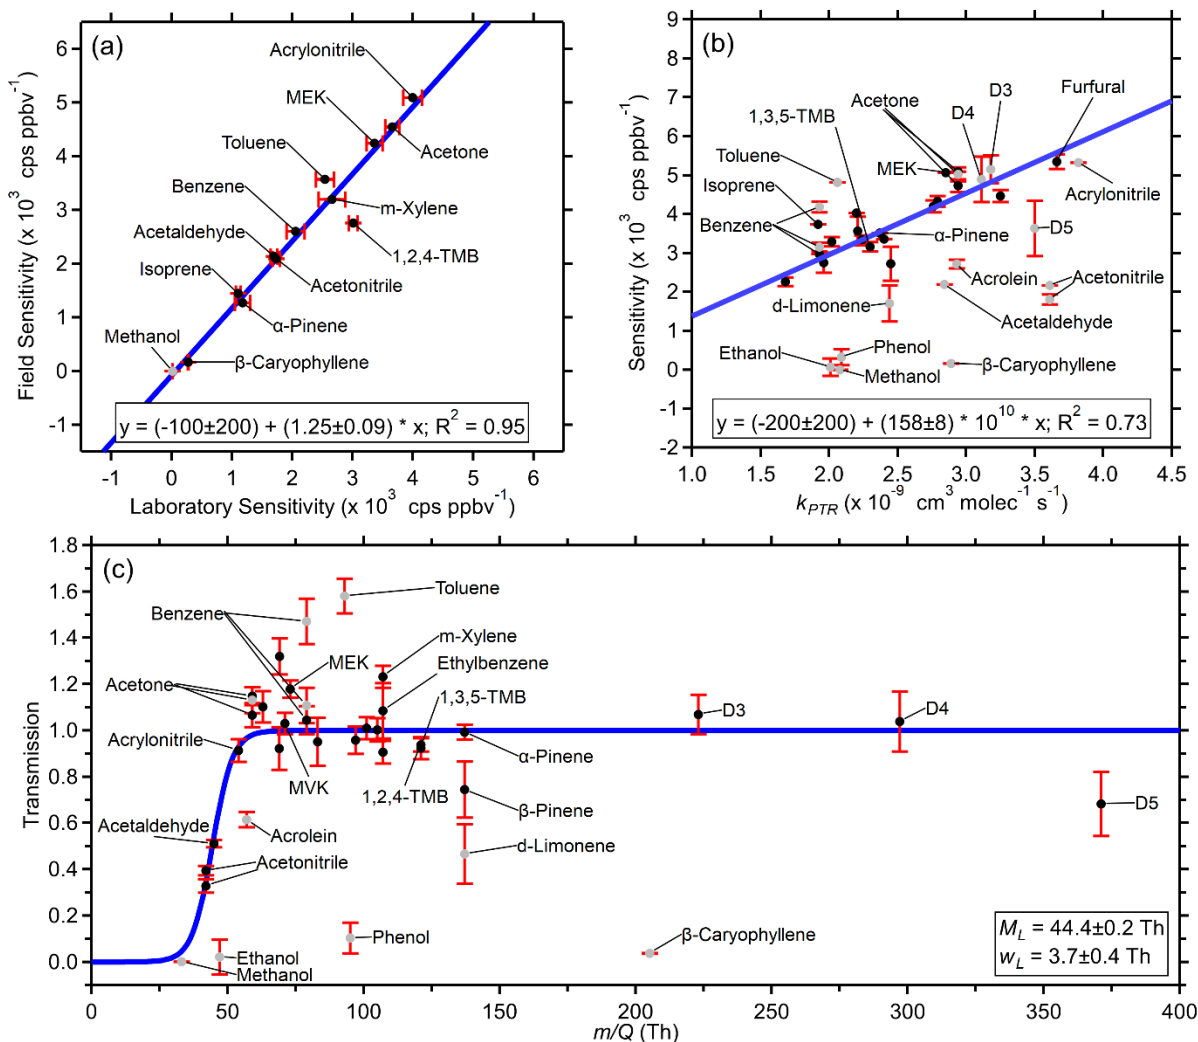 (a)
Field Sensitivity (x 10³ cps ppbv⁻¹)
6
5
4
3
2
1
0
-1
Acrylonitrile
MEK
Acetone
Toluene
m-Xylene
Benzene
1,2,4-TMB
Acetaldehyde
Acetonitrile
Isoprene
α-Pinene
Methanol
β-Caryophyllene
y = (-100±200) + (1.25±0.09) * x; R² = 0.95
-1 0 1 2 3 4 5 6
Laboratory Sensitivity (x 10³ cps ppbv⁻¹)
(b)
Sensitivity (x 10³ cps ppbv⁻¹)
9
8
7
6
5
4
3
2
1
0
-1
-2
Acetone
D3
Furfural
D4
1,3,5-TMB
MEK
Toluene
Acrylonitrile
Isoprene
Benzene
α-Pinene
D5
Acrolein
Acetonitrile
d-Limonene
Acetaldehyde
Ethanol
Phenol
Methanol
β-Caryophyllene
y = (-200±200) + (158±8) * 10¹⁰ * x; R² = 0.73
1.0 1.5 2.0 2.5 3.0 3.5 4.0 4.5
k_PTR (x 10⁻⁹ cm³ molec⁻¹ s⁻¹)
(c)
Transmission
1.8
1.6
1.4
1.2
1.0
0.8
0.6
0.4
0.2
0.0
Toluene
Benzene
m-Xylene
MEK
Ethylbenzene
Acetone
1,3,5-TMB
D3
D4
Acrylonitrile
α-Pinene
MVK
1,2,4-TMB
β-Pinene
D5
Acetaldehyde
Acrolein
d-Limonene
Acetonitrile
Phenol
β-Caryophyllene
Ethanol
Methanol
M_L = 44.4±0.2 Th
w_L = 3.7±0.4 Th
0 50 100 150 200 250 300 350 400
m/Q (Th)